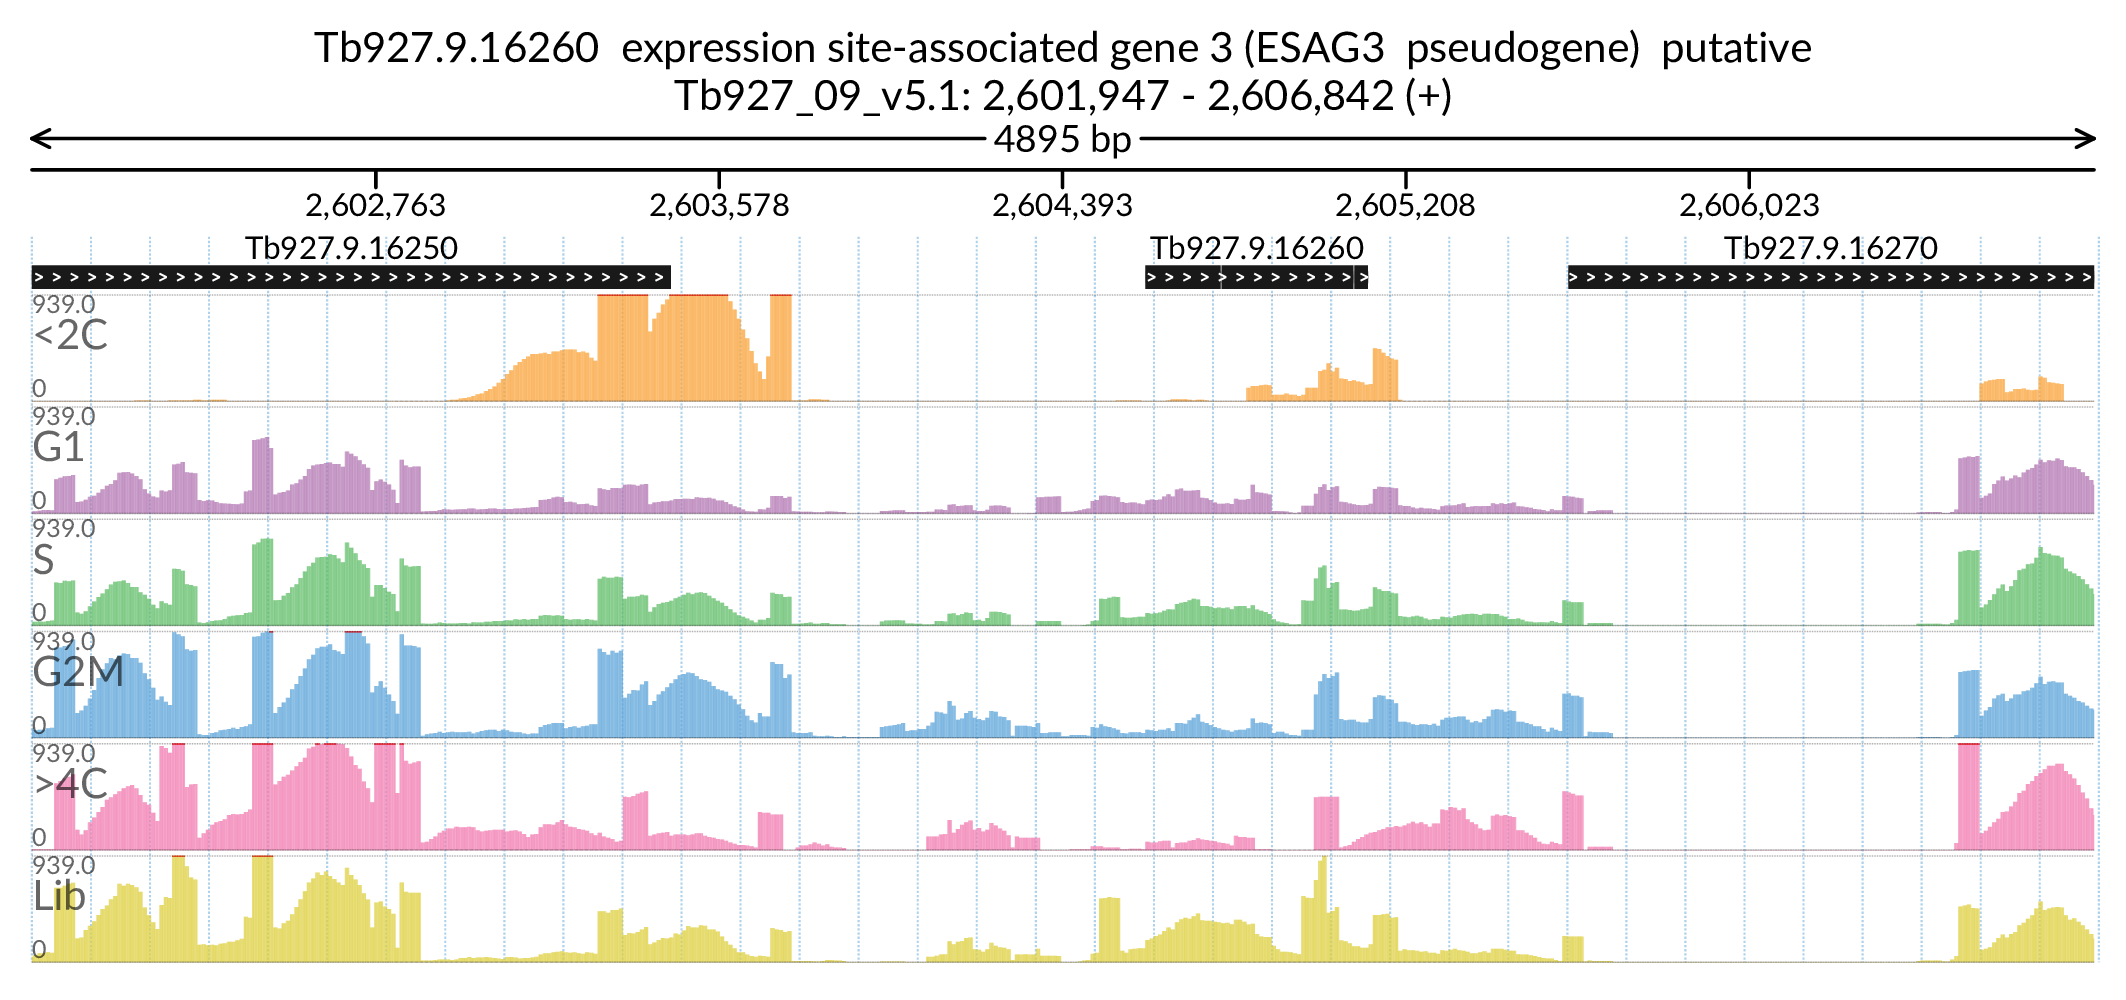 Tb927.9.16260 expression site-associated gene 3 (ESAG3 pseudogene) putative
Tb927_09_v5.1: 2,601,947 - 2,606,842 (+)
4895 bp
2,602,763 2,603,578 2,604,393 2,605,208 2,606,023
Tb927.9.16250 Tb927.9.16260 Tb927.9.16270
939.0
<2C
0
939.0
G1
0
939.0
S
0
939.0
G2M
0
939.0
>4C
0
939.0
Lib
0